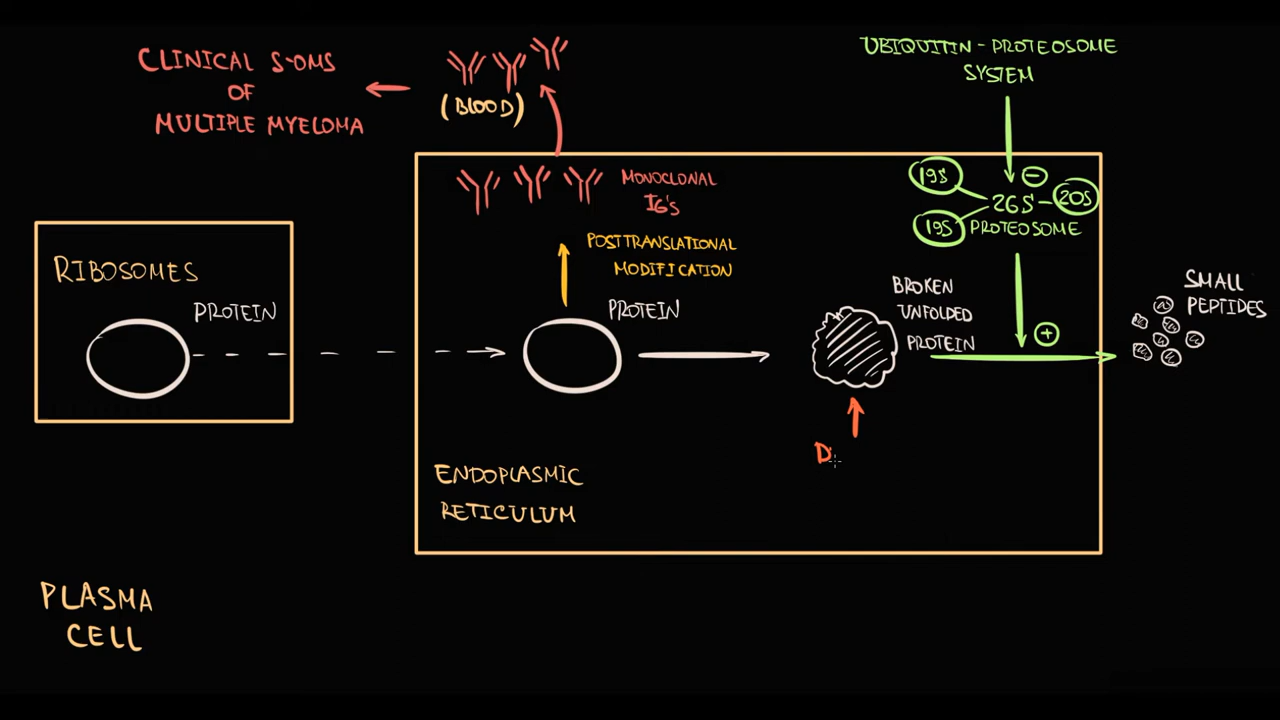 CLINICAL S-OMS
OF
MULTIPLE MYELOMA
(BLOOD)
UBIQUITIN-PROTEOSOME
SYSTEM
MONOCLONAL
IG'S
19S
26S
20S
19S
PROTEOSOME
POSTTRANSLATIONAL
MODIFICATION
RIBOSOMES
PROTEIN
PROTEIN
BROKEN
UNFOLDED
PROTEIN
SMALL
PEPTIDES
D
ENDOPLASMIC
RETICULUM
PLASMA
CELL